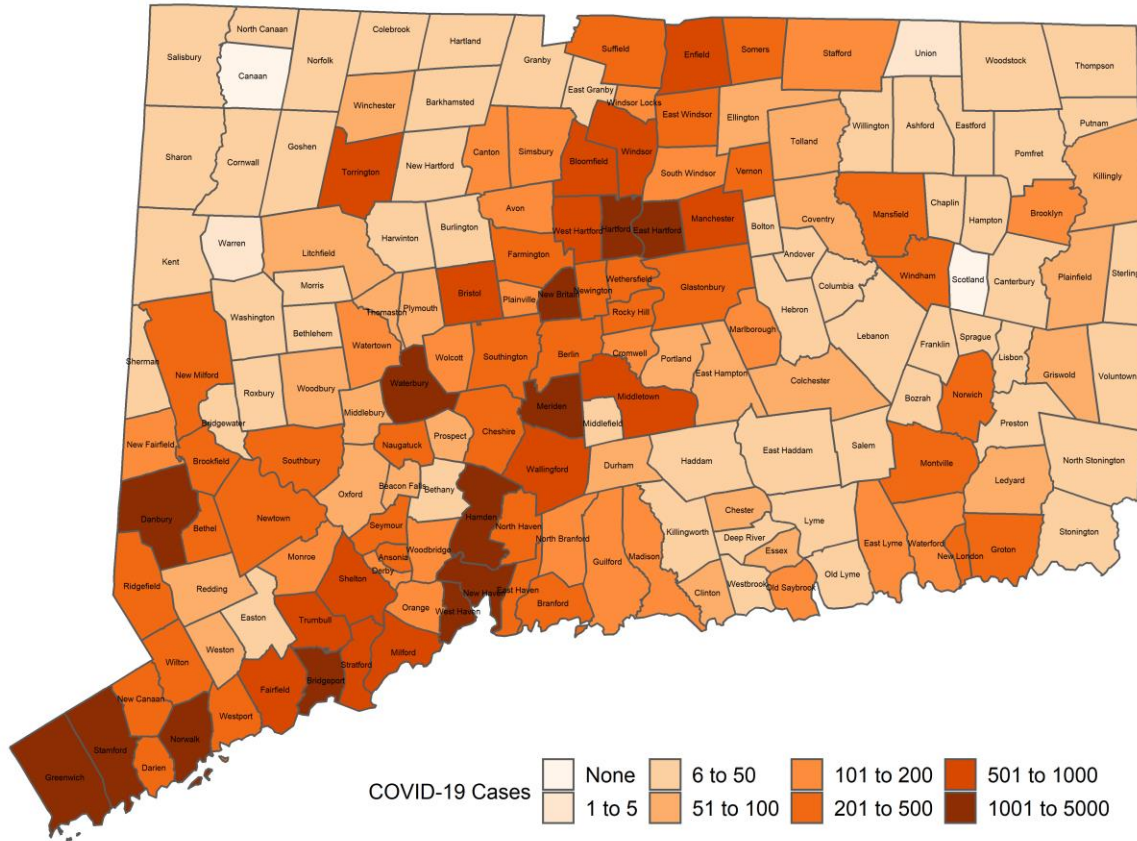 North Canaan
Colebrook
Hartland
Salisbury
Canaan
Norfolk
Granby
Suffield
Enfield
Somers
Stafford
Union
Woodstock
Thompson
East Granby
Windsor Locks
Winchester
Barkhamsted
East Windsor
Ellington
Willington
Ashford
Eastford
Putnam
Sharon
Cornwall
Goshen
Torrington
New Hartford
Canton
Simsbury
Bloomfield
Windsor
South Windsor
Vernon
Tolland
Pomfret
Killingly
Kent
Warren
Litchfield
Harwinton
Burlington
Avon
West Hartford
Hartford
East Hartford
Manchester
Bolton
Coventry
Mansfield
Chaplin
Hampton
Brooklyn
Farmington
Andover
Morris
Bristol
Plainville
New Britain
Newington
Wethersfield
Glastonbury
Columbia
Windham
Scotland
Canterbury
Plainfield
Sterling
Washington
Bethlehem
Thomaston
Plymouth
Rocky Hill
Hebron
Marlborough
Lebanon
Franklin
Sprague
Lisbon
Sherman
New Milford
Watertown
Wolcott
Southington
Berlin
Cromwell
Portland
East Hampton
Colchester
Griswold
Voluntown
Roxbury
Woodbury
Waterbury
Meriden
Middletown
Bozrah
Norwich
Preston
Bridgewater
Middlebury
Middlefield
New Fairfield
Brookfield
Southbury
Naugatuck
Prospect
Cheshire
Wallingford
Durham
Haddam
East Haddam
Salem
Montville
North Stonington
Ledyard
Oxford
Beacon Falls
Bethany
Danbury
Bethel
Newtown
Seymour
Hamden
North Haven
North Branford
Guilford
Madison
Killingworth
Chester
Deep River
Essex
Lyme
East Lyme
Waterford
New London
Groton
Stonington
Monroe
Ansonia
Derby
Woodbridge
Ridgefield
Redding
Shelton
Orange
West Haven
New Haven
East Haven
Branford
Clinton
Westbrook
Old Saybrook
Old Lyme
Easton
Trumbull
Weston
Wilton
Stratford
Milford
Fairfield
Bridgeport
New Canaan
Westport
Norwalk
Darien
Stamford
Greenwich
COVID-19 Cases
None
6 to 50
101 to 200
501 to 1000
1 to 5
51 to 100
201 to 500
1001 to 5000